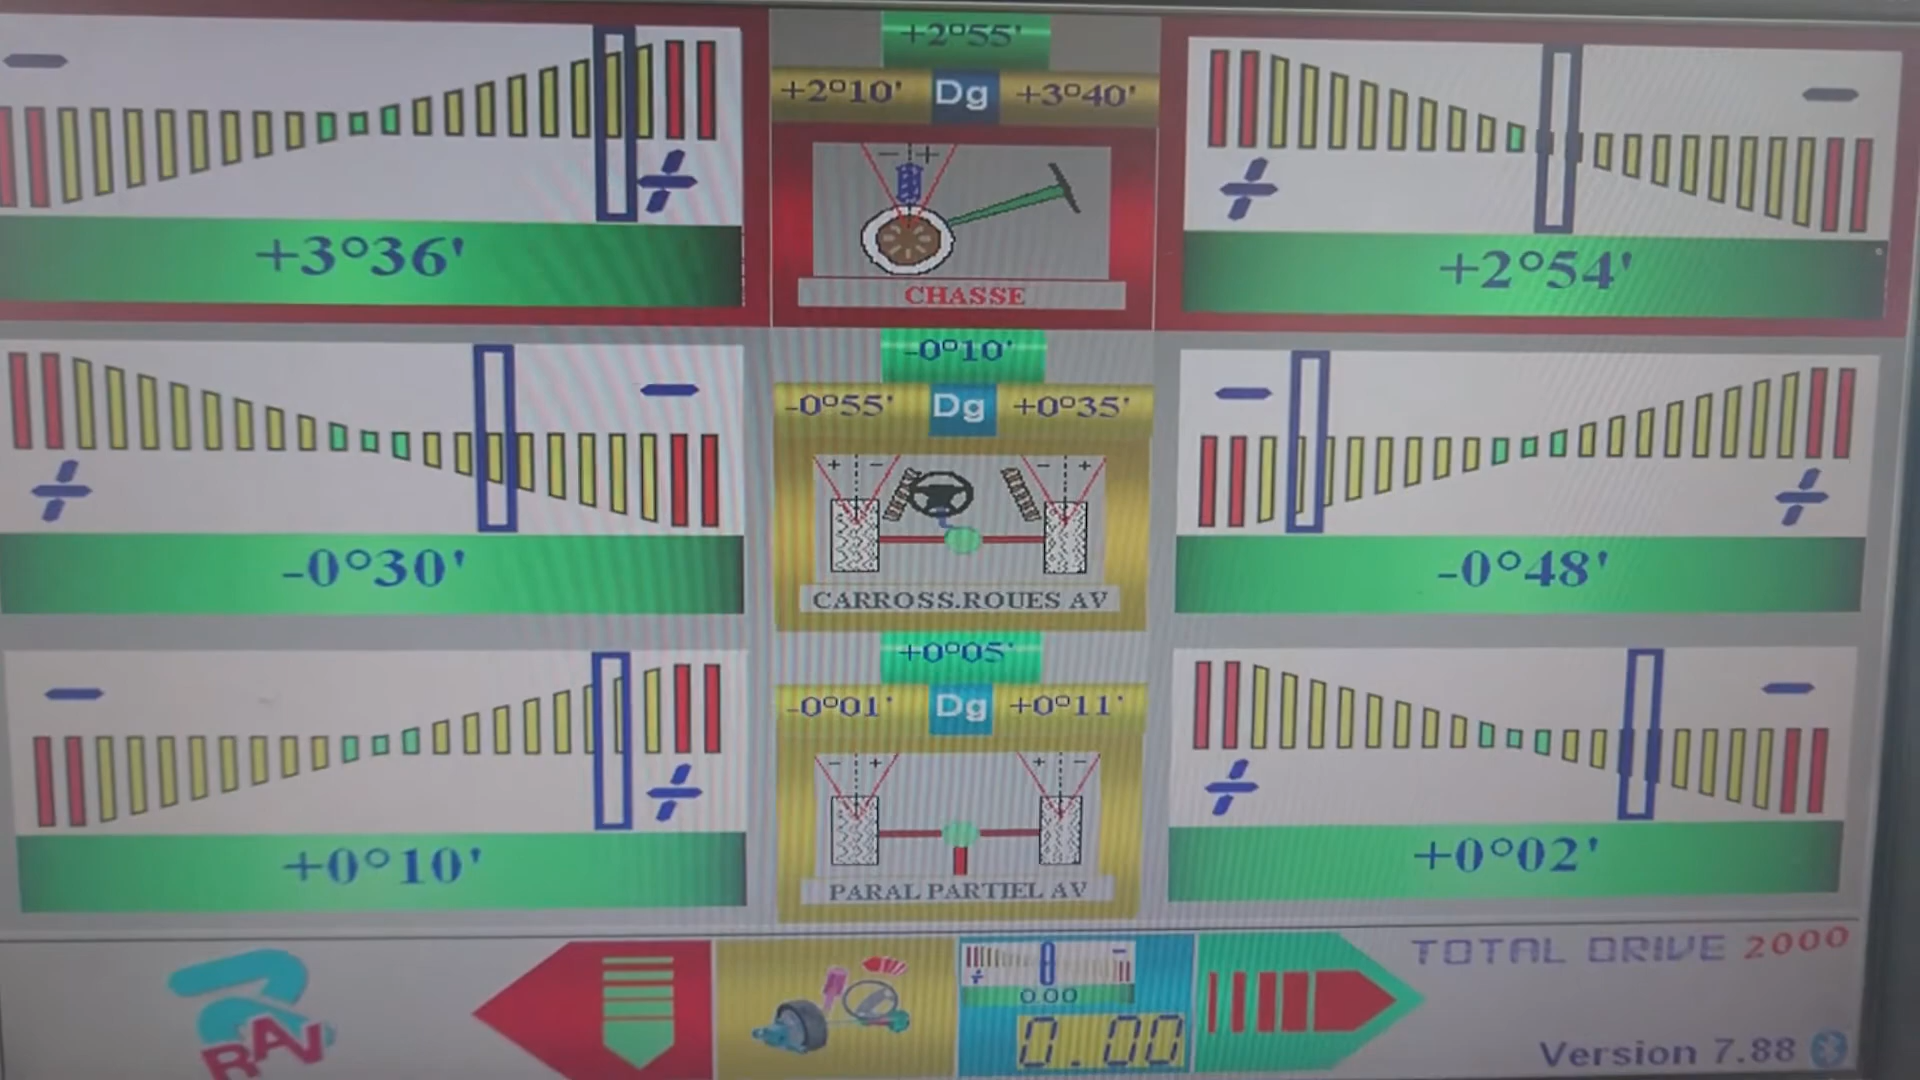 +2°55'
+2°10' Dg +3°40'
+3°36'
+2°54'
CHASSE
-0°10'
-0°55' Dg +0°35'
-0°30'
-0°48'
CARROSS.ROUES AV
+0°05'
-0°01' Dg +0°11'
+0°10'
+0°02'
PARAL PARTIEL AV
RAV
0.00
0.00
TOTAL DRIVE 2000
Version 7.88